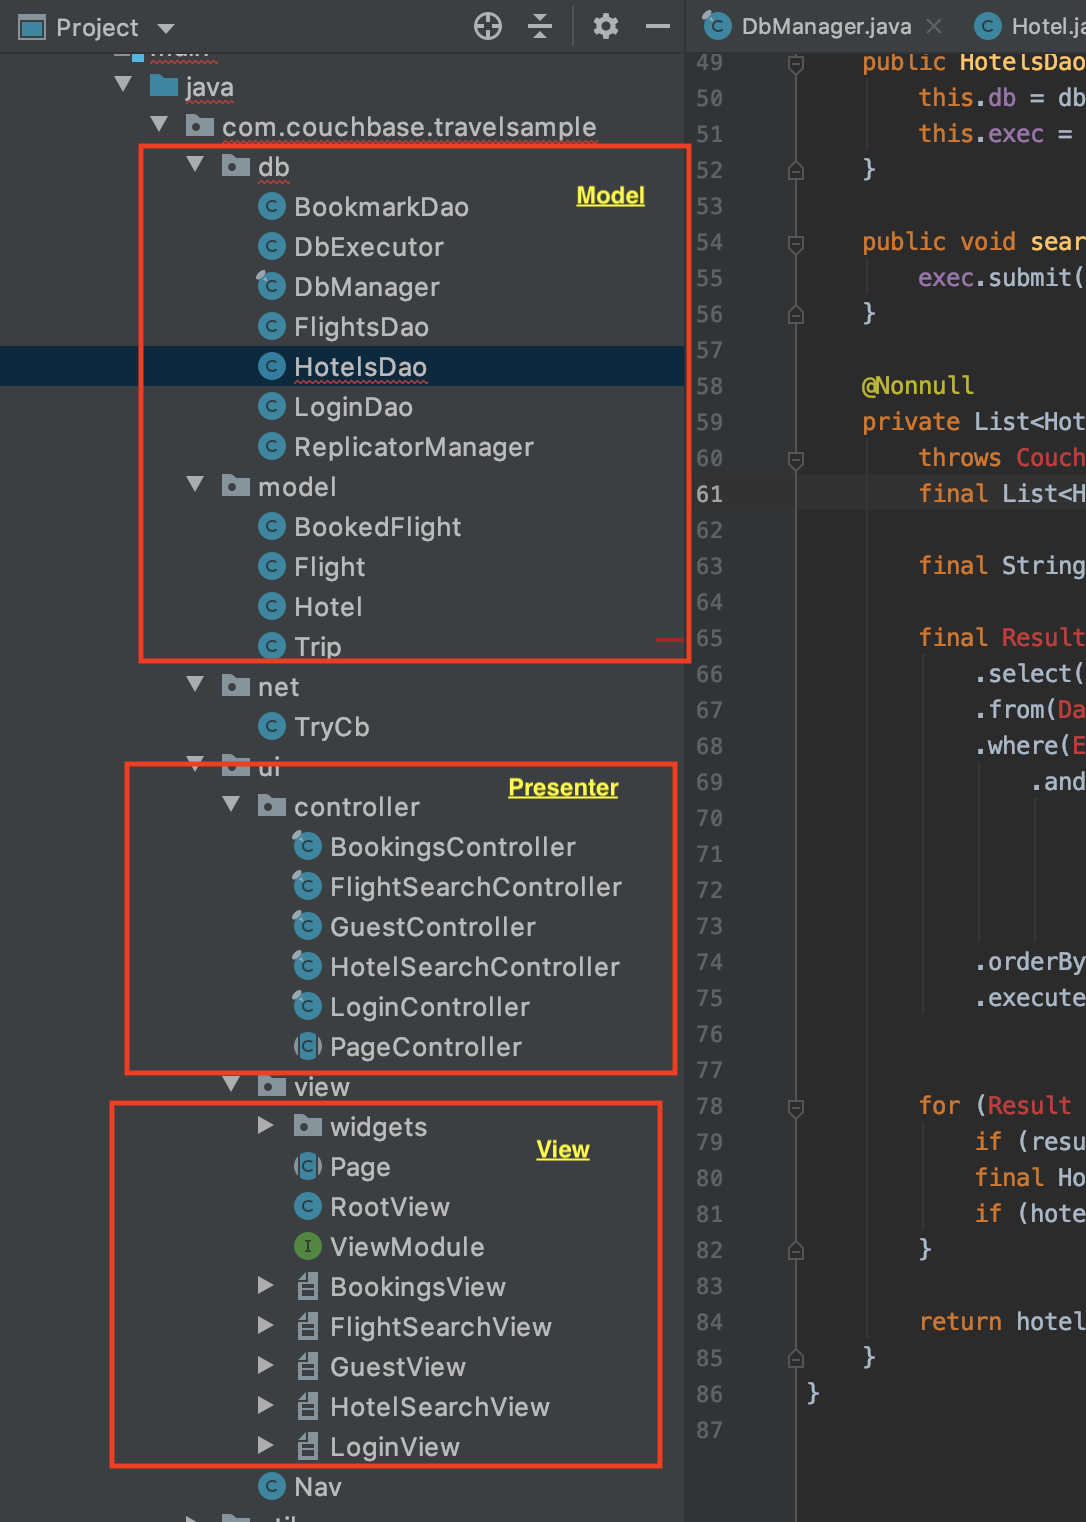 Project
DbManager.java
Hotel.ja
main
java
com.couchbase.travelsample
db
Model
BookmarkDao
DbExecutor
DbManager
FlightsDao
HotelsDao
LoginDao
ReplicatorManager
model
BookedFlight
Flight
Hotel
Trip
net
TryCb
ui
Presenter
controller
BookingsController
FlightSearchController
GuestController
HotelSearchController
LoginController
PageController
view
widgets
View
Page
RootView
ViewModule
BookingsView
FlightSearchView
GuestView
HotelSearchView
LoginView
Nav
49 public HotelsDao
50 this.db = db
51 this.exec =
52 }
53
54 public void sear
55 exec.submit(
56 }
57
58 @Nonnull
59 private List<Hot
60 throws Couch
61 final List<H
62
63 final String
64
65 final Result
66 .select(
67 .from(Da
68 .where(E
69 .and
70
71
72
73
74 .orderBy
75 .execute
76
77
78 for (Result
79 if (resu
80 final Ho
81 if (hote
82 }
83
84 return hotel
85 }
86 }
87